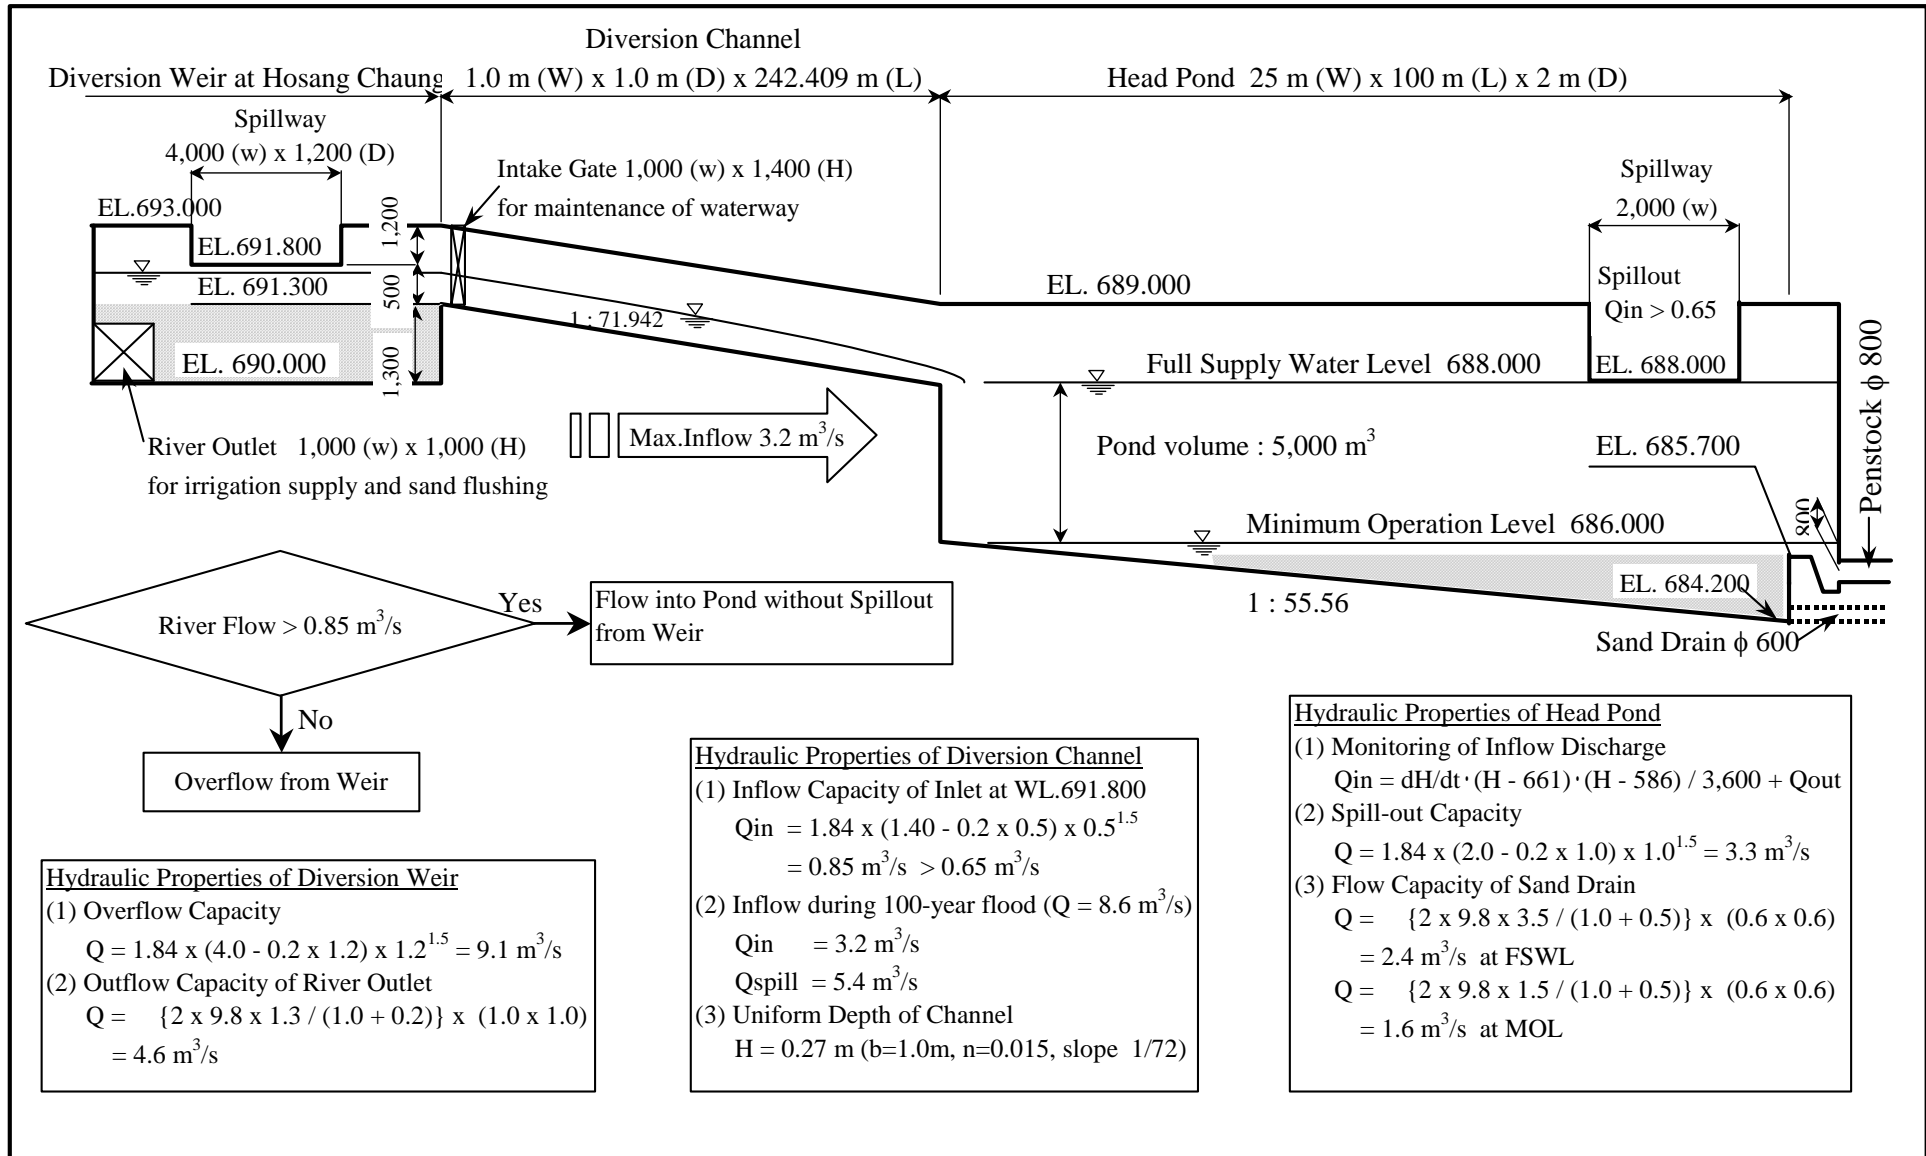 Diversion Channel
Diversion Weir at Hosang Chaung
1.0 m (W) x 1.0 m (D) x 242.409 m (L)
Head Pond 25 m (W) x 100 m (L) x 2 m (D)
Spillway
4,000 (w) x 1,200 (D)
Intake Gate 1,000 (w) x 1,400 (H)
for maintenance of waterway
Spillway
2,000 (w)
EL.693.000
EL.691.800
EL. 691.300
EL. 690.000
1,200
500
1,300
1 : 71.942
EL. 689.000
Spillout
Qin > 0.65
EL. 688.000
Full Supply Water Level 688.000
Penstock ϕ 800
River Outlet 1,000 (w) x 1,000 (H)
for irrigation supply and sand flushing
Max.Inflow 3.2 m³/s
Pond volume : 5,000 m³
EL. 685.700
800
Minimum Operation Level 686.000
EL. 684.200
1 : 55.56
Sand Drain ϕ 600
River Flow > 0.85 m³/s
Yes
Flow into Pond without Spillout
from Weir
No
Overflow from Weir
Hydraulic Properties of Diversion Weir
(1) Overflow Capacity
Q = 1.84 x (4.0 - 0.2 x 1.2) x 1.2^1.5 = 9.1 m³/s
(2) Outflow Capacity of River Outlet
Q = {2 x 9.8 x 1.3 / (1.0 + 0.2)} x (1.0 x 1.0)
= 4.6 m³/s
Hydraulic Properties of Diversion Channel
(1) Inflow Capacity of Inlet at WL.691.800
Qin = 1.84 x (1.40 - 0.2 x 0.5) x 0.5^1.5
= 0.85 m³/s > 0.65 m³/s
(2) Inflow during 100-year flood (Q = 8.6 m³/s)
Qin = 3.2 m³/s
Qspill = 5.4 m³/s
(3) Uniform Depth of Channel
H = 0.27 m (b=1.0m, n=0.015, slope 1/72)
Hydraulic Properties of Head Pond
(1) Monitoring of Inflow Discharge
Qin = dH/dt·(H - 661)·(H - 586) / 3,600 + Qout
(2) Spill-out Capacity
Q = 1.84 x (2.0 - 0.2 x 1.0) x 1.0^1.5 = 3.3 m³/s
(3) Flow Capacity of Sand Drain
Q = {2 x 9.8 x 3.5 / (1.0 + 0.5)} x (0.6 x 0.6)
= 2.4 m³/s at FSWL
Q = {2 x 9.8 x 1.5 / (1.0 + 0.5)} x (0.6 x 0.6)
= 1.6 m³/s at MOL